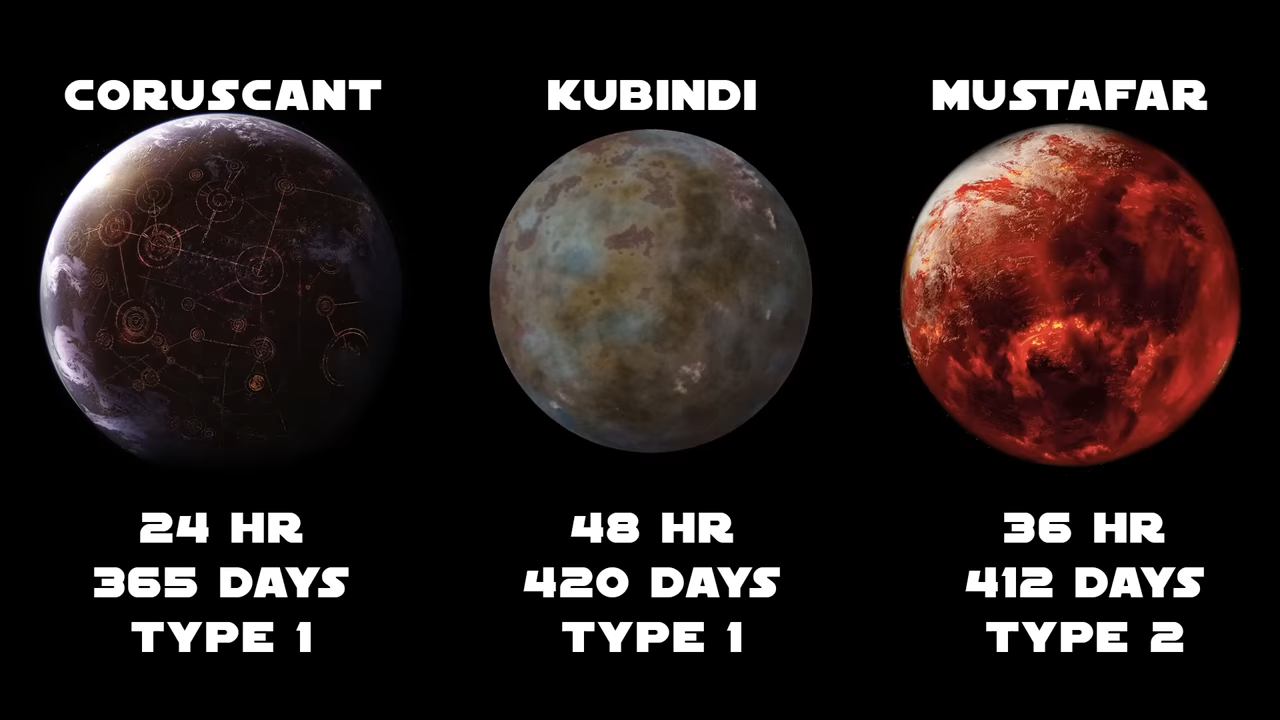 CORUSCANT
24 HR
365 DAYS
TYPE 1
KUBINDI
48 HR
420 DAYS
TYPE 1
MUSTAFAR
36 HR
412 DAYS
TYPE 2